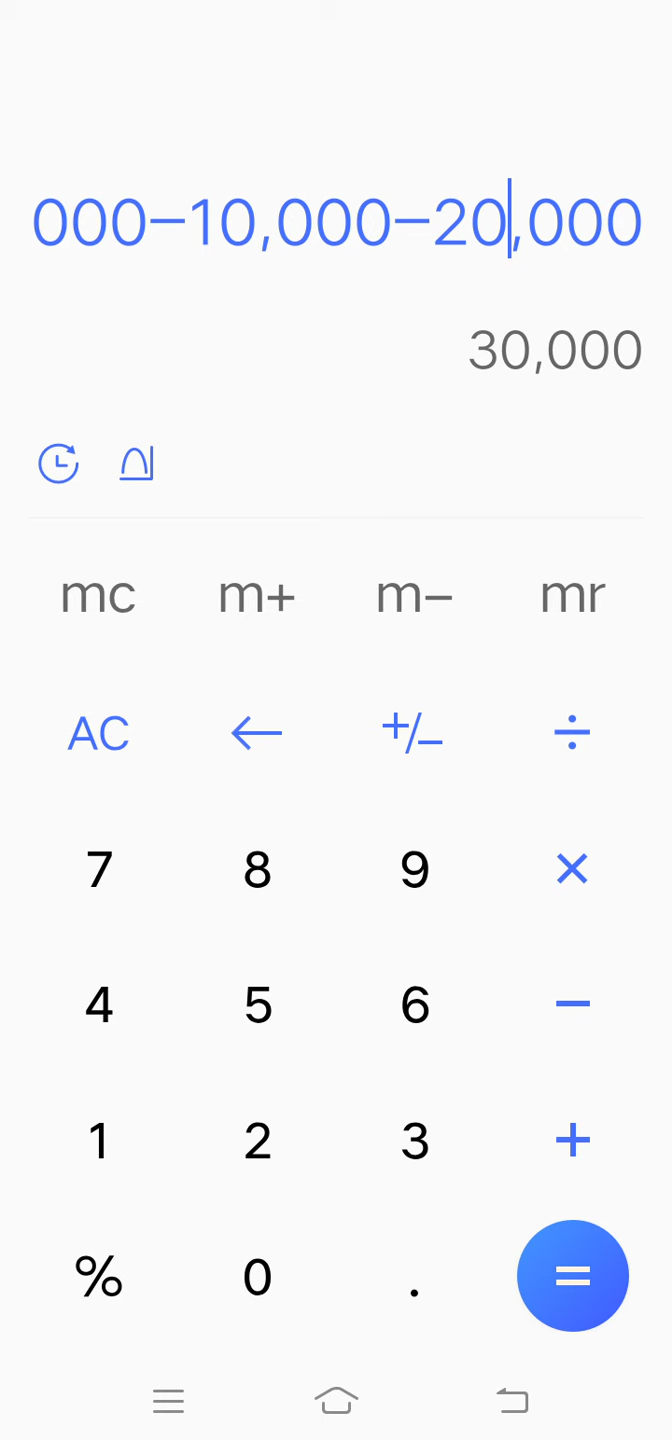 000−10,000−20,000
30,000
mc m+ m− mr
AC ← +/− ÷
7 8 9 ×
4 5 6 −
1 2 3 +
% 0 . =